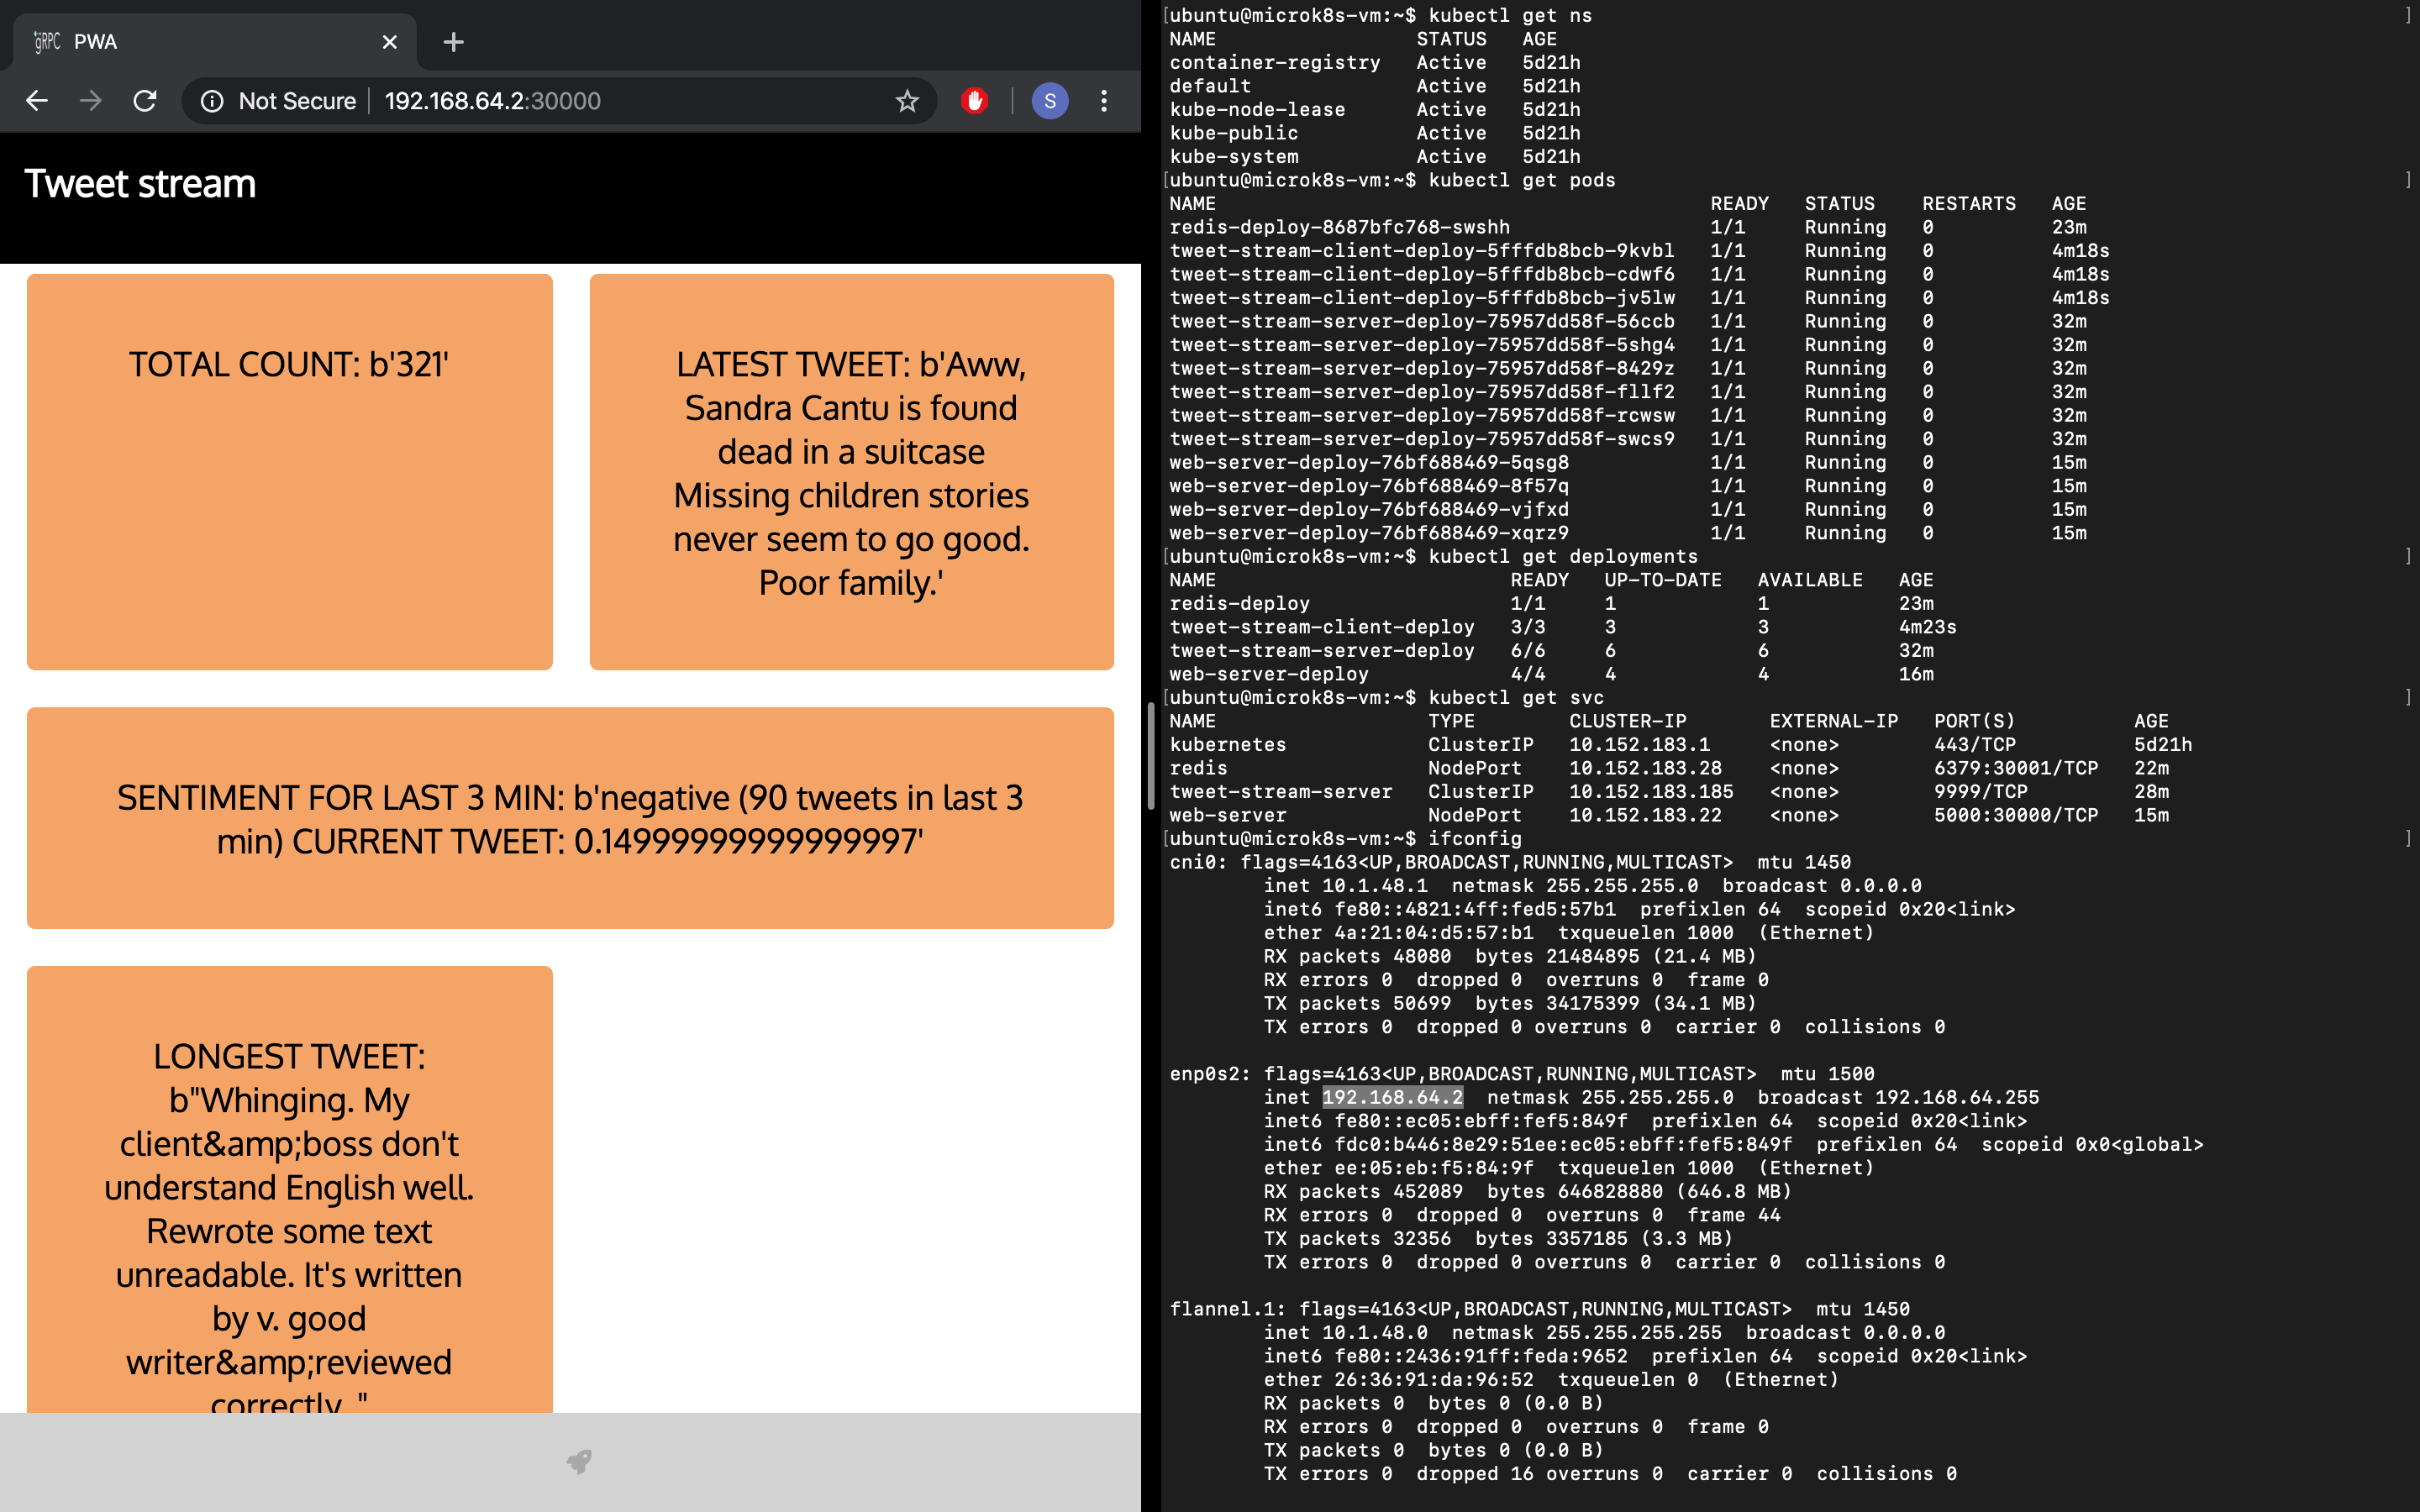 gRPC PWA
Not Secure 192.168.64.2:30000 S
Tweet stream
TOTAL COUNT: b'321'
LATEST TWEET: b'Aww,
Sandra Cantu is found
dead in a suitcase
Missing children stories
never seem to go good.
Poor family.'
SENTIMENT FOR LAST 3 MIN: b'negative (90 tweets in last 3
min) CURRENT TWEET: 0.14999999999999997'
LONGEST TWEET:
b"Whinging. My
client&amp;boss don't
understand English well.
Rewrote some text
unreadable. It's written
by v. good
writer&amp;reviewed
correctly. "
[ubuntu@microk8s-vm:~$ kubectl get ns ]
NAME STATUS AGE
container-registry Active 5d21h
default Active 5d21h
kube-node-lease Active 5d21h
kube-public Active 5d21h
kube-system Active 5d21h
[ubuntu@microk8s-vm:~$ kubectl get pods ]
NAME READY STATUS RESTARTS AGE
redis-deploy-8687bfc768-swshh 1/1 Running 0 23m
tweet-stream-client-deploy-5fffdb8bcb-9kvbl 1/1 Running 0 4m18s
tweet-stream-client-deploy-5fffdb8bcb-cdwf6 1/1 Running 0 4m18s
tweet-stream-client-deploy-5fffdb8bcb-jv5lw 1/1 Running 0 4m18s
tweet-stream-server-deploy-75957dd58f-56ccb 1/1 Running 0 32m
tweet-stream-server-deploy-75957dd58f-5shg4 1/1 Running 0 32m
tweet-stream-server-deploy-75957dd58f-8429z 1/1 Running 0 32m
tweet-stream-server-deploy-75957dd58f-fllf2 1/1 Running 0 32m
tweet-stream-server-deploy-75957dd58f-rcwsw 1/1 Running 0 32m
tweet-stream-server-deploy-75957dd58f-swcs9 1/1 Running 0 32m
web-server-deploy-76bf688469-5qsg8 1/1 Running 0 15m
web-server-deploy-76bf688469-8f57q 1/1 Running 0 15m
web-server-deploy-76bf688469-vjfxd 1/1 Running 0 15m
web-server-deploy-76bf688469-xqrz9 1/1 Running 0 15m
[ubuntu@microk8s-vm:~$ kubectl get deployments ]
NAME READY UP-TO-DATE AVAILABLE AGE
redis-deploy 1/1 1 1 23m
tweet-stream-client-deploy 3/3 3 3 4m23s
tweet-stream-server-deploy 6/6 6 6 32m
web-server-deploy 4/4 4 4 16m
[ubuntu@microk8s-vm:~$ kubectl get svc ]
NAME TYPE CLUSTER-IP EXTERNAL-IP PORT(S) AGE
kubernetes ClusterIP 10.152.183.1 <none> 443/TCP 5d21h
redis NodePort 10.152.183.28 <none> 6379:30001/TCP 22m
tweet-stream-server ClusterIP 10.152.183.185 <none> 9999/TCP 28m
web-server NodePort 10.152.183.22 <none> 5000:30000/TCP 15m
[ubuntu@microk8s-vm:~$ ifconfig ]
cni0: flags=4163<UP,BROADCAST,RUNNING,MULTICAST> mtu 1450
inet 10.1.48.1 netmask 255.255.255.0 broadcast 0.0.0.0
inet6 fe80::4821:4ff:fed5:57b1 prefixlen 64 scopeid 0x20<link>
ether 4a:21:04:d5:57:b1 txqueuelen 1000 (Ethernet)
RX packets 48080 bytes 21484895 (21.4 MB)
RX errors 0 dropped 0 overruns 0 frame 0
TX packets 50699 bytes 34175399 (34.1 MB)
TX errors 0 dropped 0 overruns 0 carrier 0 collisions 0
enp0s2: flags=4163<UP,BROADCAST,RUNNING,MULTICAST> mtu 1500
inet 192.168.64.2 netmask 255.255.255.0 broadcast 192.168.64.255
inet6 fe80::ec05:ebff:fef5:849f prefixlen 64 scopeid 0x20<link>
inet6 fdc0:b446:8e29:51ee:ec05:ebff:fef5:849f prefixlen 64 scopeid 0x0<global>
ether ee:05:eb:f5:84:9f txqueuelen 1000 (Ethernet)
RX packets 452089 bytes 646828880 (646.8 MB)
RX errors 0 dropped 0 overruns 0 frame 44
TX packets 32356 bytes 3357185 (3.3 MB)
TX errors 0 dropped 0 overruns 0 carrier 0 collisions 0
flannel.1: flags=4163<UP,BROADCAST,RUNNING,MULTICAST> mtu 1450
inet 10.1.48.0 netmask 255.255.255.255 broadcast 0.0.0.0
inet6 fe80::2436:91ff:feda:9652 prefixlen 64 scopeid 0x20<link>
ether 26:36:91:da:96:52 txqueuelen 0 (Ethernet)
RX packets 0 bytes 0 (0.0 B)
RX errors 0 dropped 0 overruns 0 frame 0
TX packets 0 bytes 0 (0.0 B)
TX errors 0 dropped 16 overruns 0 carrier 0 collisions 0